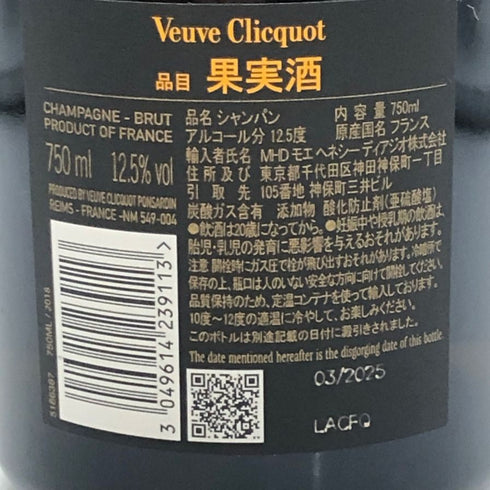 Veuve Clicquot
品目 果実酒
CHAMPAGNE - BRUT
PRODUCT OF FRANCE
750 ml 12.5% vol
PRODUCED BY VEUVE CLICQUOT PONSARDIN
REIMS - FRANCE - NM 549-004
品名 シャンパン 内容量 750ml
アルコール分 12.5度 原産国名 フランス
輸入者氏名 MHD モエ ヘネシー ディアジオ株式会社
住所及び 東京都千代田区神田神保町一丁目
引取先 105番地 神保町三井ビル
炭酸ガス含有 添加物 酸化防止剤(亜硫酸塩)
●飲酒は20歳になってから。●妊娠中や授乳期の飲酒は、
胎児・乳児の発育に悪影響を与えるおそれがあります。
注意 開栓時にガス圧で栓が飛び出すおそれがあります。冷暗所で
保存の上、瓶口は人のいない安全な方向に向けて開栓してください。
品質保持のため、定温コンテナを使って輸入しております。
10度〜12度の適温に冷やして、お楽しみください。
このボトルは別途記載の日付に澱引きされました。
The date mentioned hereafter is the disgorging date of this bottle.
03/2025
LACFQ
3 049614 239113 >
5186387 750ML / 2018